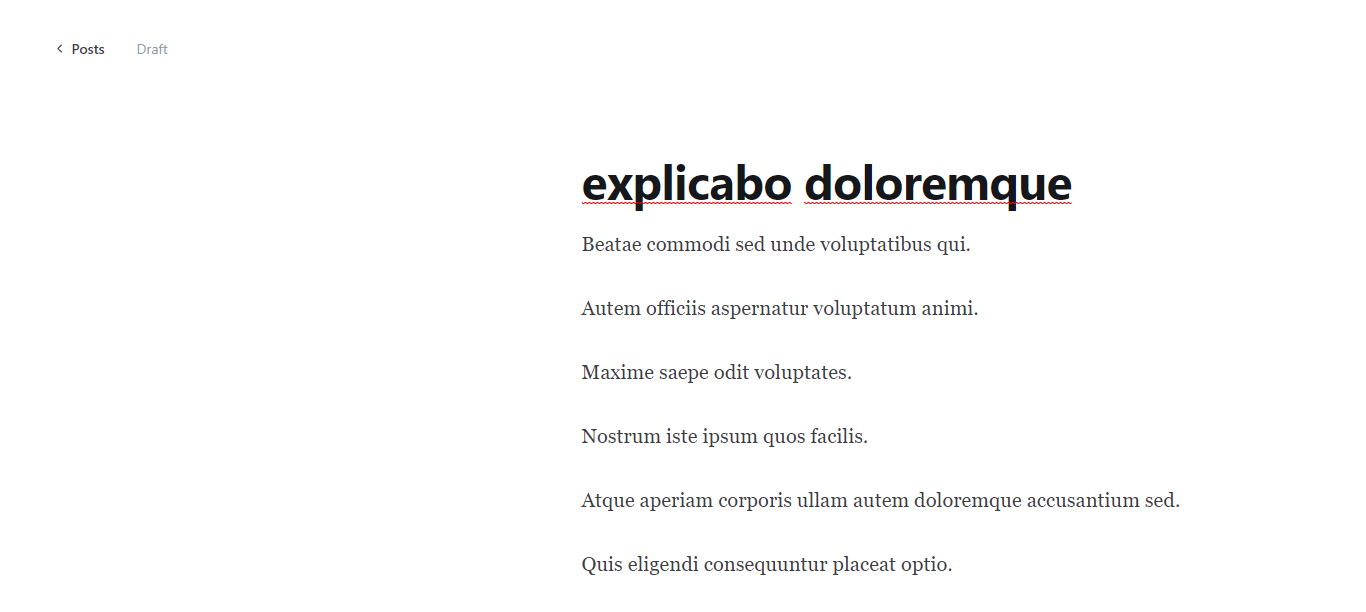 Posts Draft
explicabo doloremque
Beatae commodi sed unde voluptatibus qui.
Autem officiis aspernatur voluptatum animi.
Maxime saepe odit voluptates.
Nostrum iste ipsum quos facilis.
Atque aperiam corporis ullam autem doloremque accusantium sed.
Quis eligendi consequuntur placeat optio.